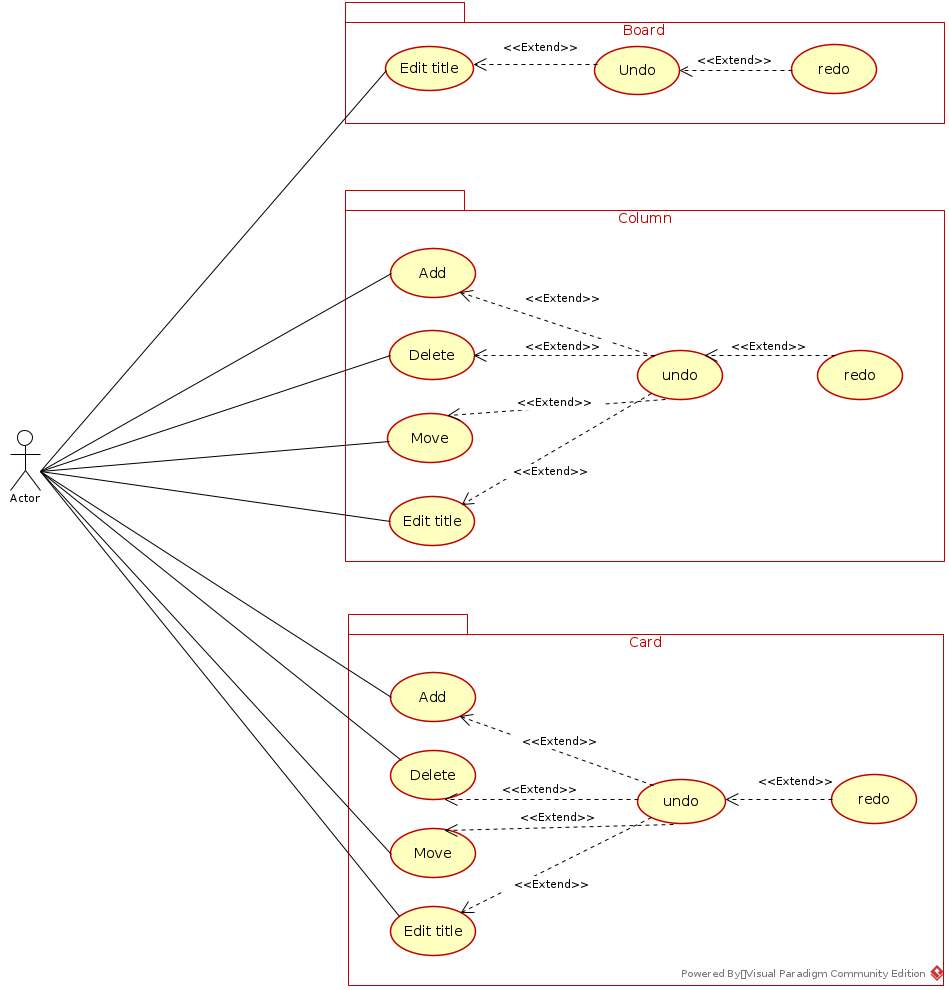 Board
<<Extend>>
Edit title
Undo
<<Extend>>
redo
Column
Add
<<Extend>>
Delete
<<Extend>>
undo
<<Extend>>
redo
<<Extend>>
Move
<<Extend>>
Edit title
Actor
Card
Add
<<Extend>>
Delete
<<Extend>>
undo
<<Extend>>
redo
<<Extend>>
Move
<<Extend>>
Edit title
Powered By▯Visual Paradigm Community Edition